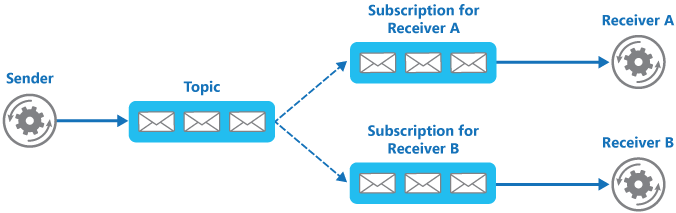 Sender
Topic
Subscription for
Receiver A
Receiver A
Subscription for
Receiver B
Receiver B